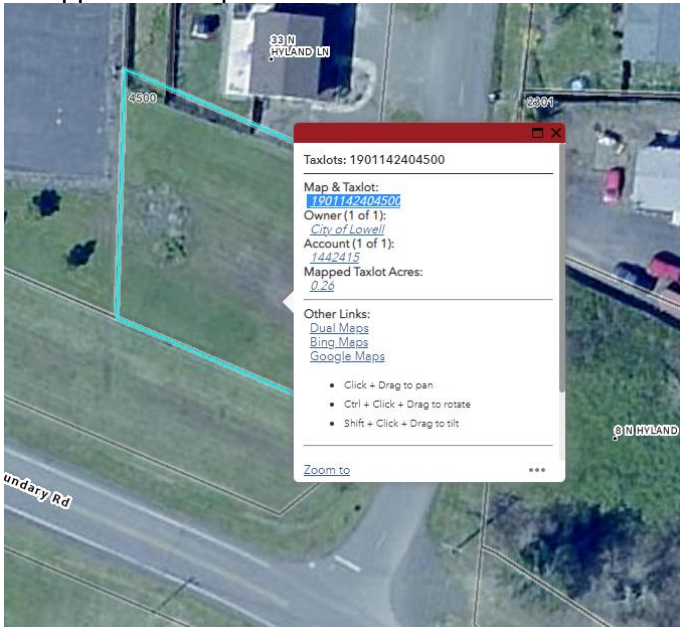 33 N
HYLAND LN
4500
2301
Taxlots: 1901142404500
Map & Taxlot:
1901142404500
Owner (1 of 1):
City of Lowell
Account (1 of 1):
1442415
Mapped Taxlot Acres:
0.26
Other Links:
Dual Maps
Bing Maps
Google Maps
• Click + Drag to pan
• Ctrl + Click + Drag to rotate
• Shift + Click + Drag to tilt
8 N HYLAND
Zoom to
undary Rd